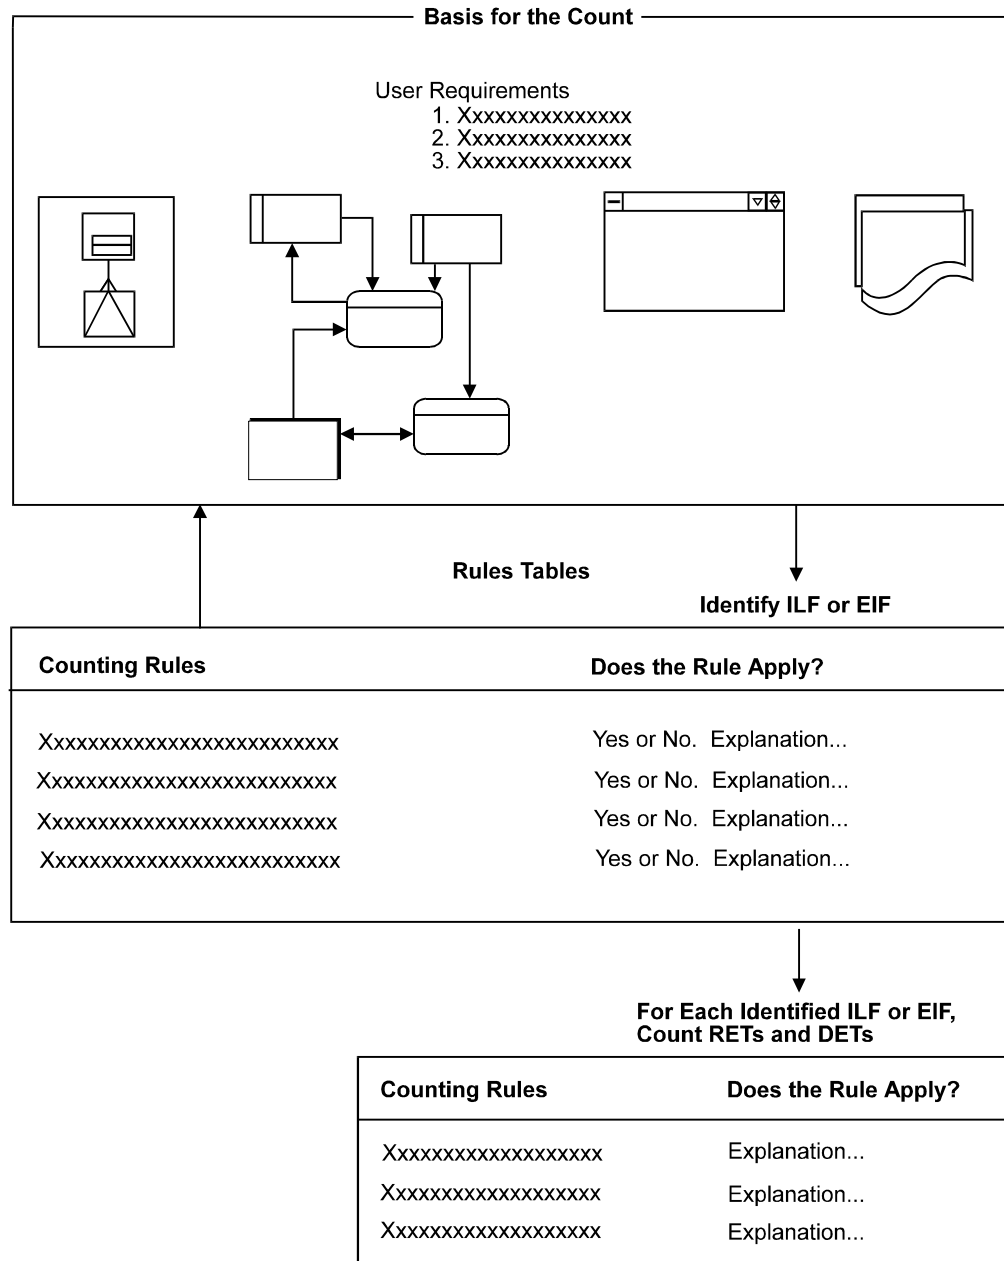 Basis for the Count
User Requirements
1. Xxxxxxxxxxxxxxx
2. Xxxxxxxxxxxxxxx
3. Xxxxxxxxxxxxxxx
Rules Tables
Identify ILF or EIF
Counting Rules Does the Rule Apply?
Xxxxxxxxxxxxxxxxxxxxxxxxxx Yes or No. Explanation...
Xxxxxxxxxxxxxxxxxxxxxxxxxx Yes or No. Explanation...
Xxxxxxxxxxxxxxxxxxxxxxxxxx Yes or No. Explanation...
Xxxxxxxxxxxxxxxxxxxxxxxxxx Yes or No. Explanation...
For Each Identified ILF or EIF,
Count RETs and DETs
Counting Rules Does the Rule Apply?
Xxxxxxxxxxxxxxxxxxx Explanation...
Xxxxxxxxxxxxxxxxxxx Explanation...
Xxxxxxxxxxxxxxxxxxx Explanation...